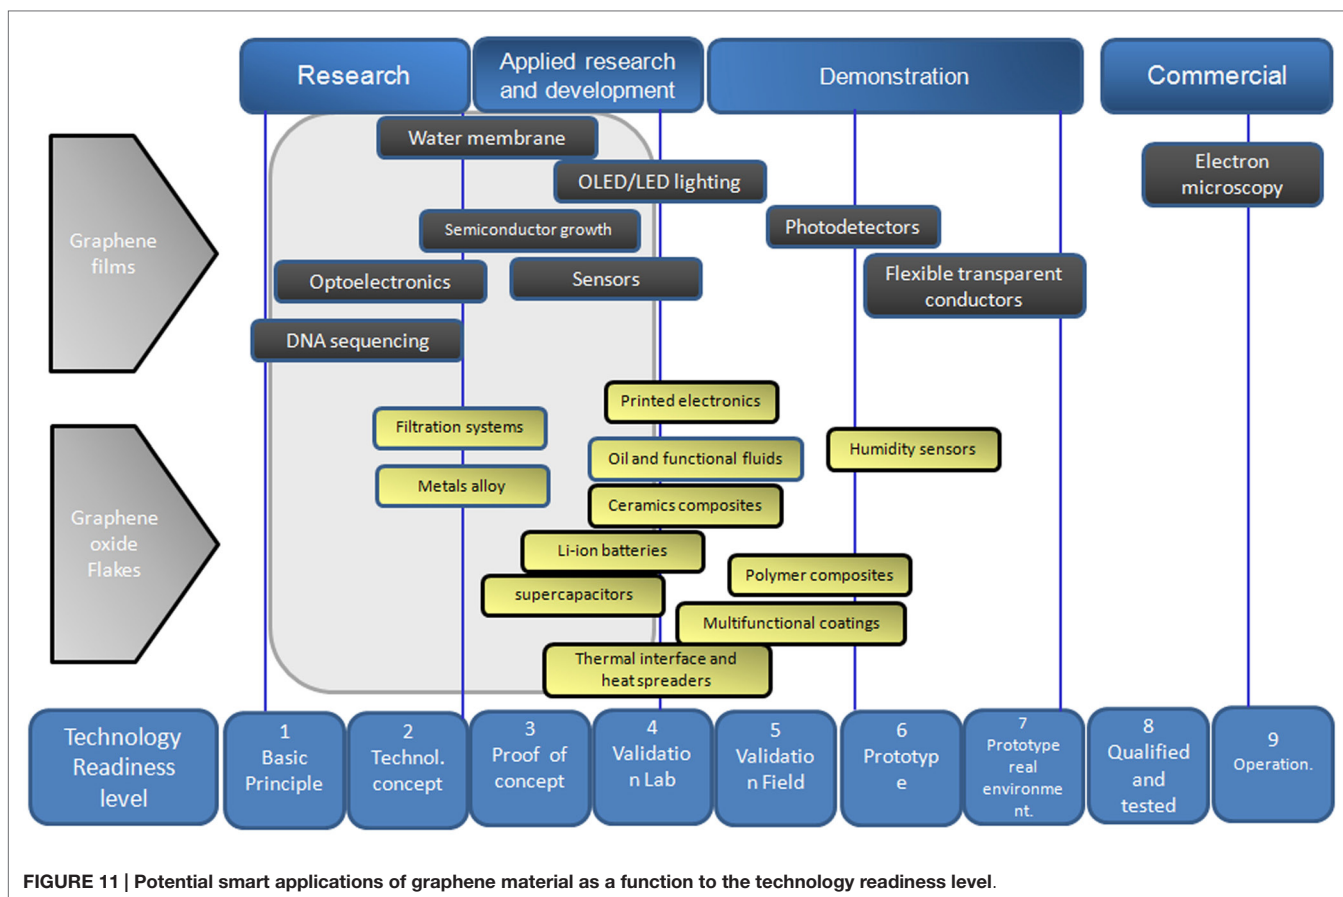 Research
Applied research
and development
Demonstration
Commercial
Water membrane
Electron
microscopy
OLED/LED lighting
Photodetectors
Semiconductor growth
Graphene
films
Flexible transparent
conductors
Optoelectronics
Sensors
DNA sequencing
Printed electronics
Filtration systems
Humidity sensors
Oil and functional fluids
Metals alloy
Ceramics composites
Graphene
oxide
Flakes
Li-ion batteries
Polymer composites
supercapacitors
Multifunctional coatings
Thermal interface and
heat spreaders
Technology
Readiness
level
1
Basic
Principle
2
Technol.
concept
3
Proof of
concept
4
Validatio
n Lab
5
Validatio
n Field
6
Prototyp
e
7
Prototype
real
environme
nt.
8
Qualified
and
tested
9
Operation.
FIGURE 11 | Potential smart applications of graphene material as a function to the technology readiness level.